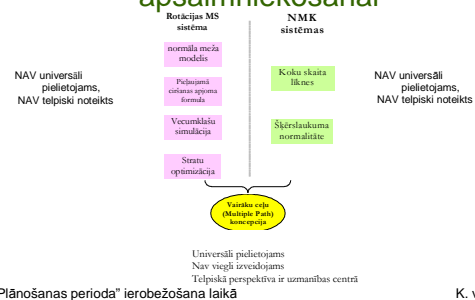 apsaimniekošanai
Rotācijas MS
sistēma
NMK
sistēmas
normāla meža
modelis
Pieļaujamā
ciršanas apjoma
formula
Vecumklašu
simulācija
Stratu
optimizācija
Koku skaita
līknes
Šķērslaukuma
normalitāte
NAV universāli
pielietojams,
NAV telpiski noteikts
NAV universāli
pielietojams,
NAV telpiski noteikts
Vairāku ceļu
(Multiple Path)
koncepcija
Universāli pielietojams
Nav viegli izveidojams
Telpiskā perspektīva ir uzmanības centrā
Plānošanas perioda” ierobežošana laikā
K. v